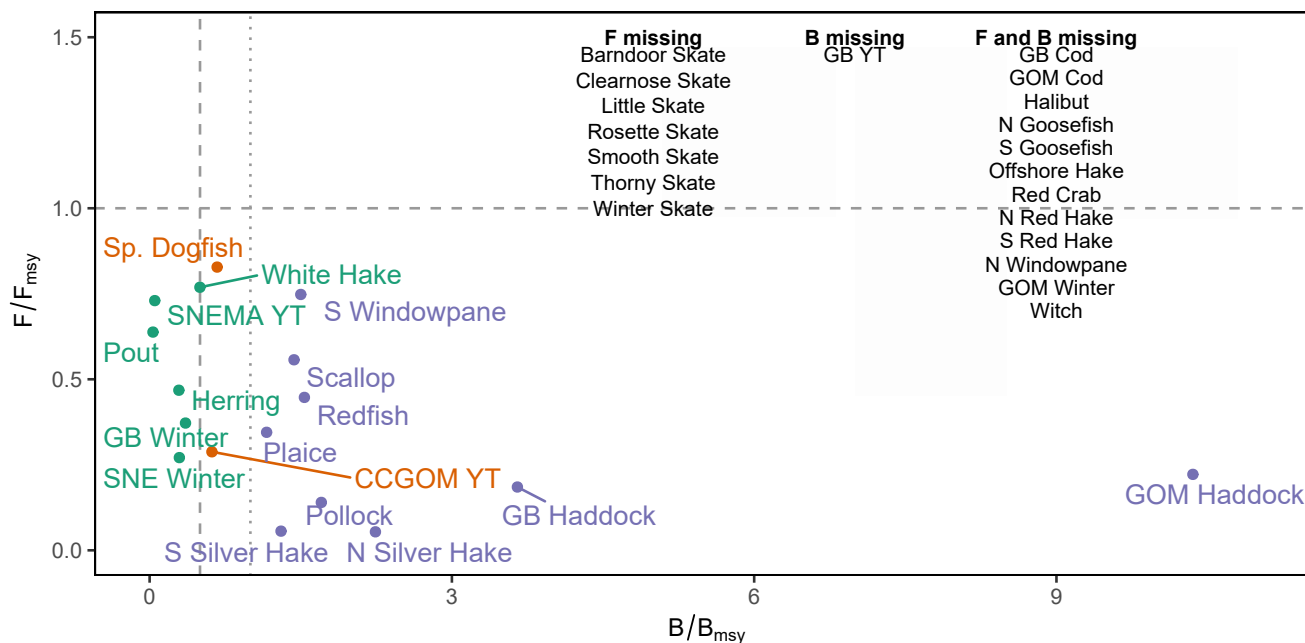 1.5
F missing
B missing
F and B missing
Barndoor Skate
GB YT
GB Cod
Clearnose Skate
GOM Cod
Little Skate
Halibut
Rosette Skate
N Goosefish
Smooth Skate
S Goosefish
Thorny Skate
Offshore Hake
Winter Skate
Red Crab
1.0
N Red Hake
S Red Hake
N Windowpane
GOM Winter
Witch
Sp. Dogfish
White Hake
SNEMA YT
S Windowpane
Pout
F/Fmsy
0.5
Scallop
Herring
Redfish
GB Winter
Plaice
SNE Winter
CCGOM YT
GOM Haddock
Pollock
GB Haddock
S Silver Hake
N Silver Hake
0.0
0
3
6
9
B/Bmsy